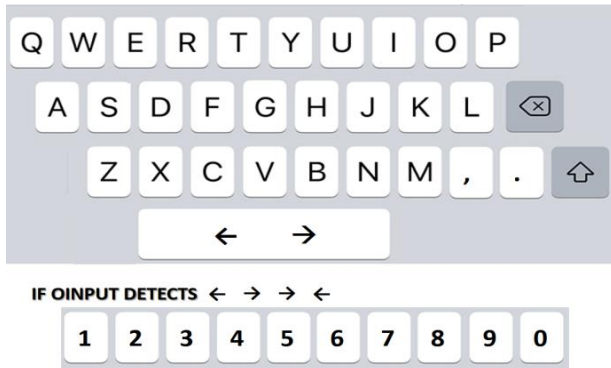 Q W E R T Y U I O P
A S D F G H J K L
Z X C V B N M , .
← →
IF OINPUT DETECTS ← → → ←
1 2 3 4 5 6 7 8 9 0